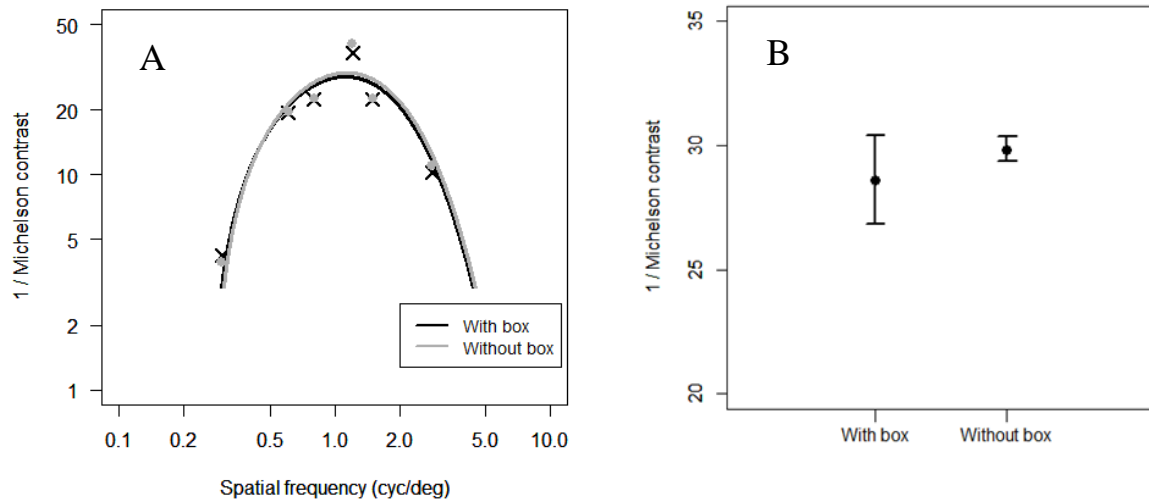 A
1 / Michelson contrast
50
20
10
5
2
1
With box
Without box
0.1 0.2 0.5 1.0 2.0 5.0 10.0
Spatial frequency (cyc/deg)
B
1 / Michelson contrast
35
30
25
20
With box Without box